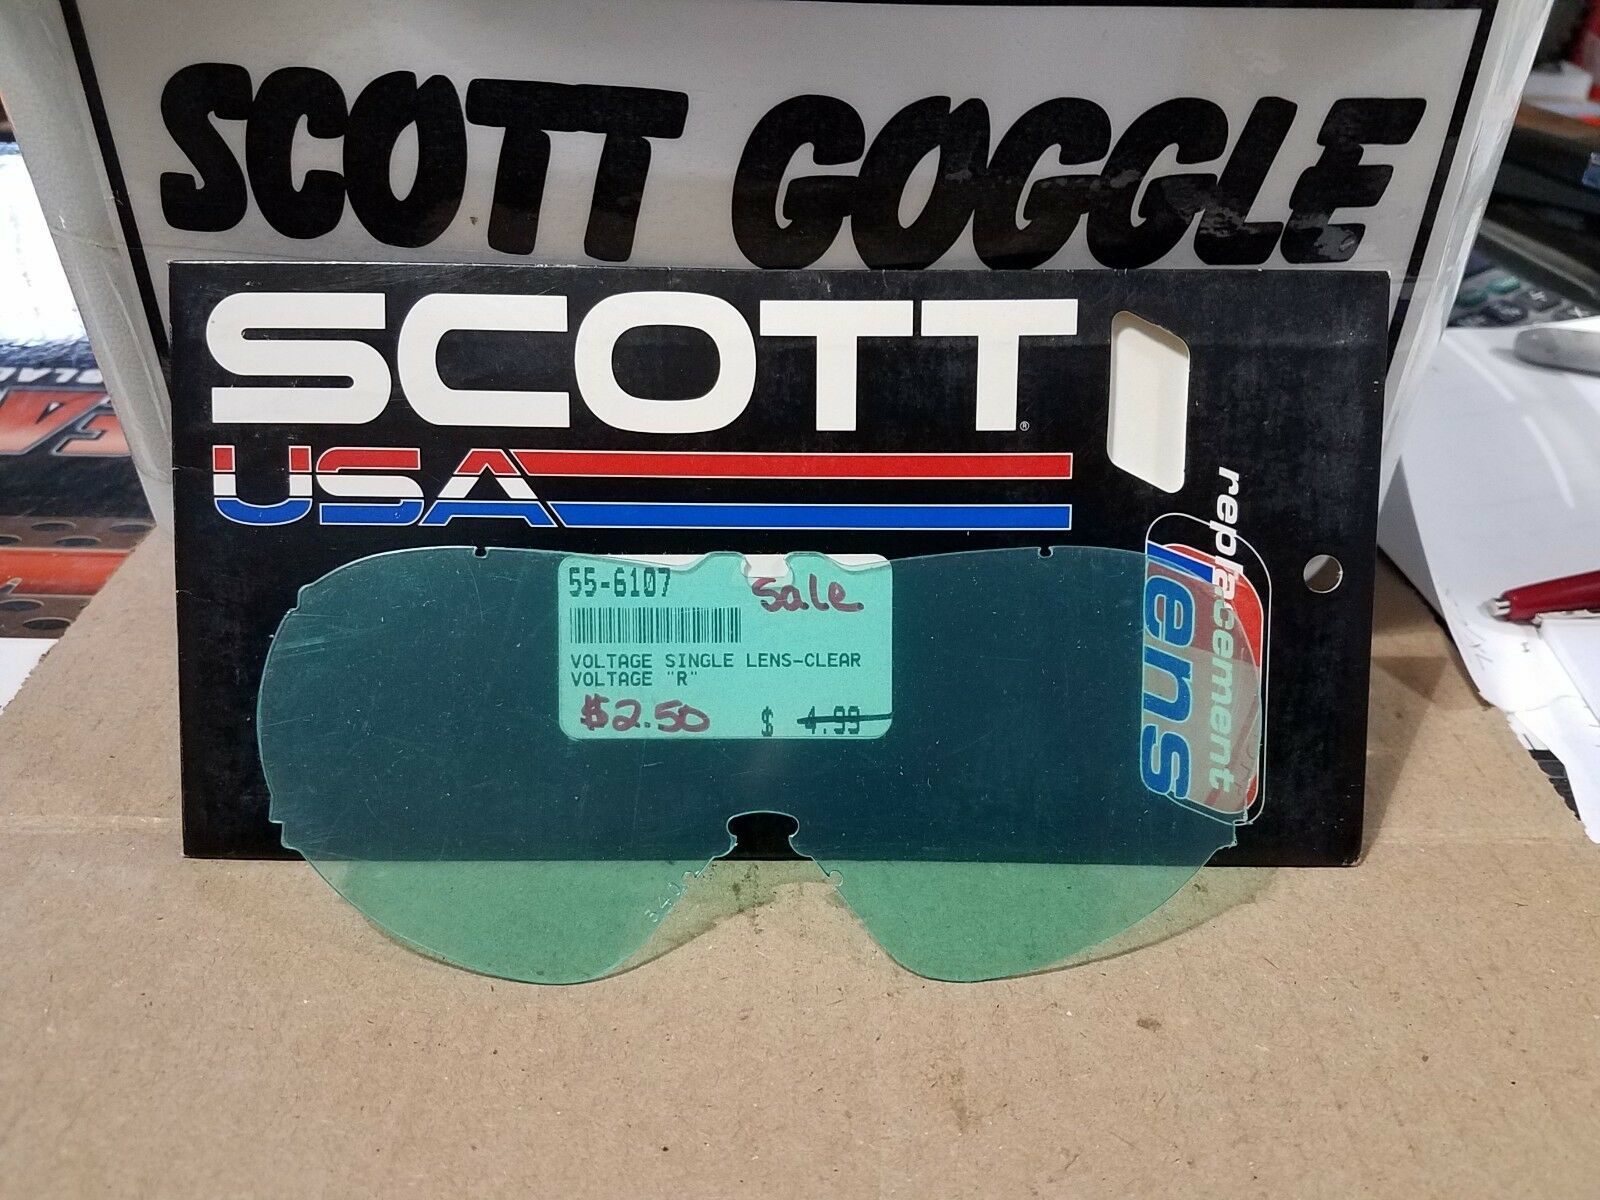 SCOTT GOGGLE
SCOTT®
USA
replacement
lens
55-6107
Sale
VOLTAGE SINGLE LENS-CLEAR
VOLTAGE "R"
$2.50
$ 4.99